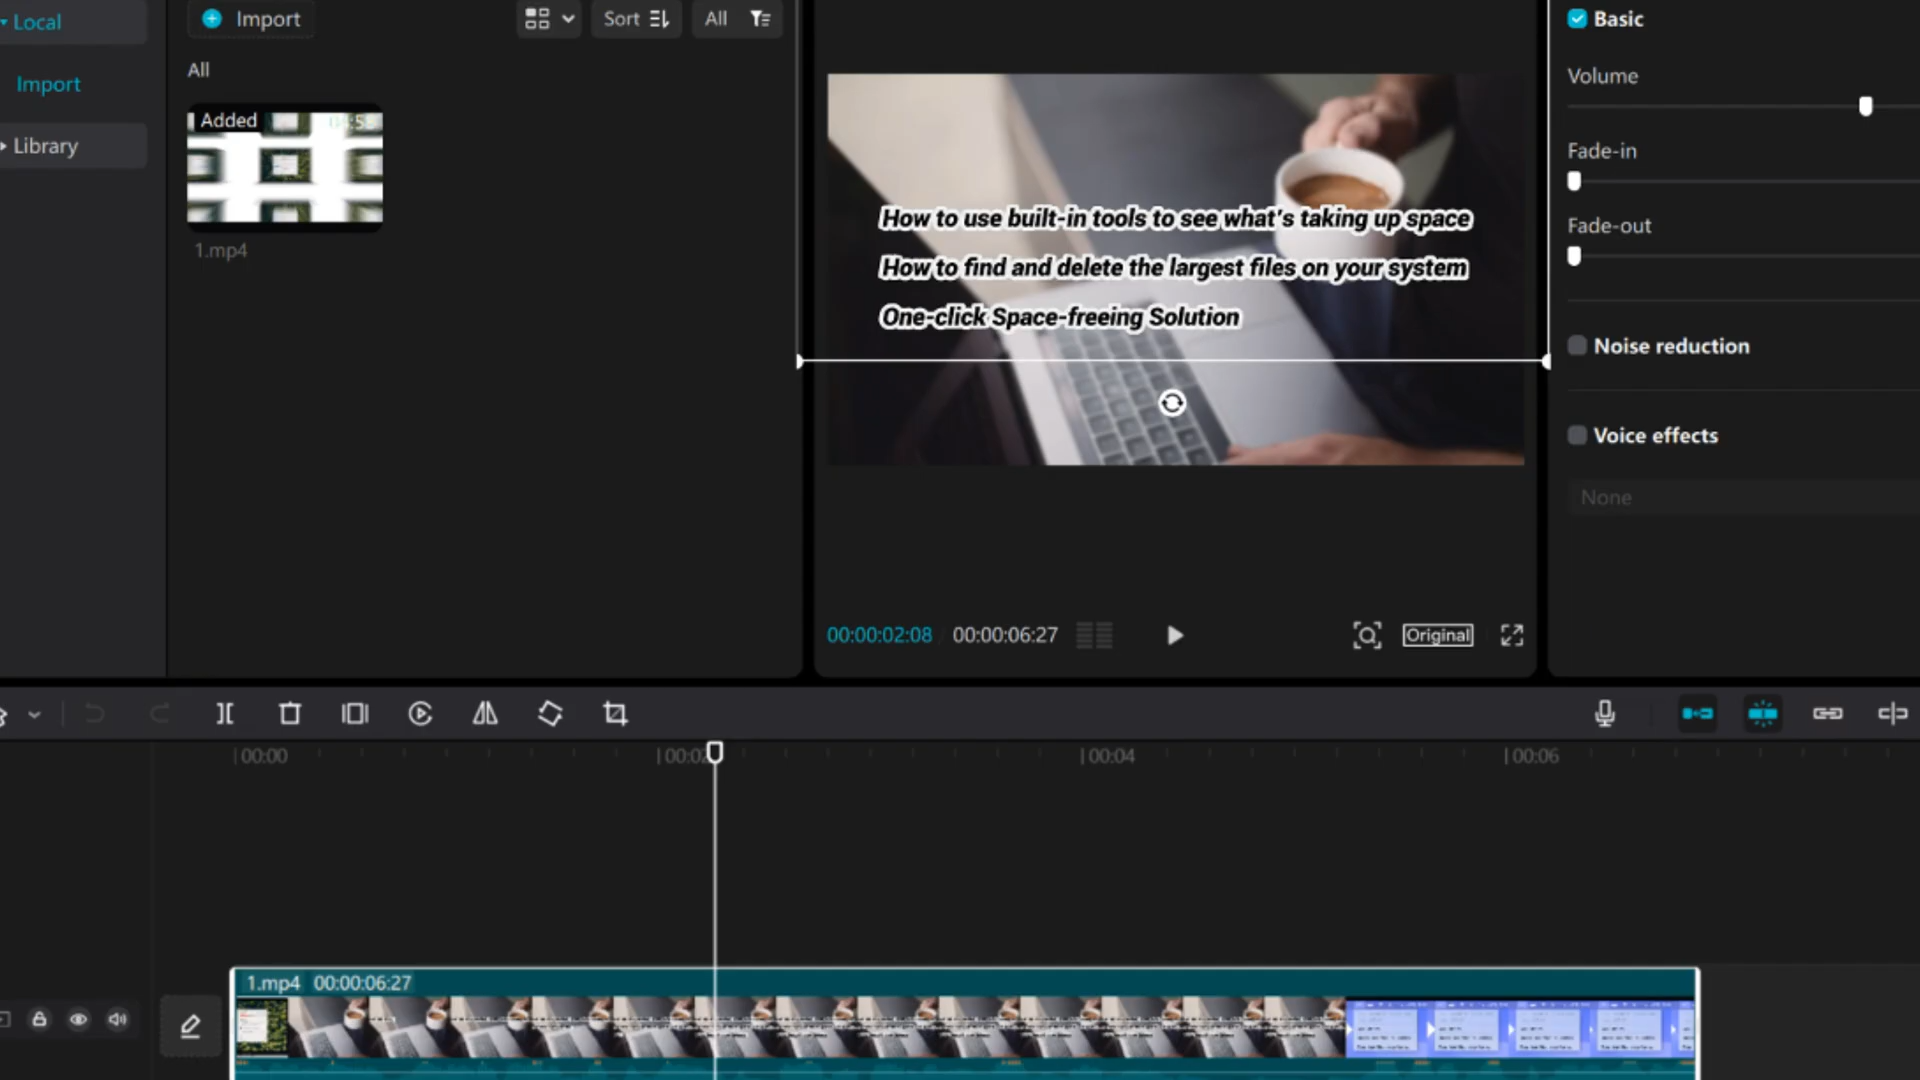 Local
Import
Sort
All
Basic
All
Import
Volume
Added
Library
Fade-in
1.mp4
Fade-out
How to use built-in tools to see what's taking up space
How to find and delete the largest files on your system
One-click Space-freeing Solution
Noise reduction
Voice effects
None
00:00:02:08
00:00:06:27
Original
00:00
00:02
00:04
00:06
1.mp4 00:00:06:27